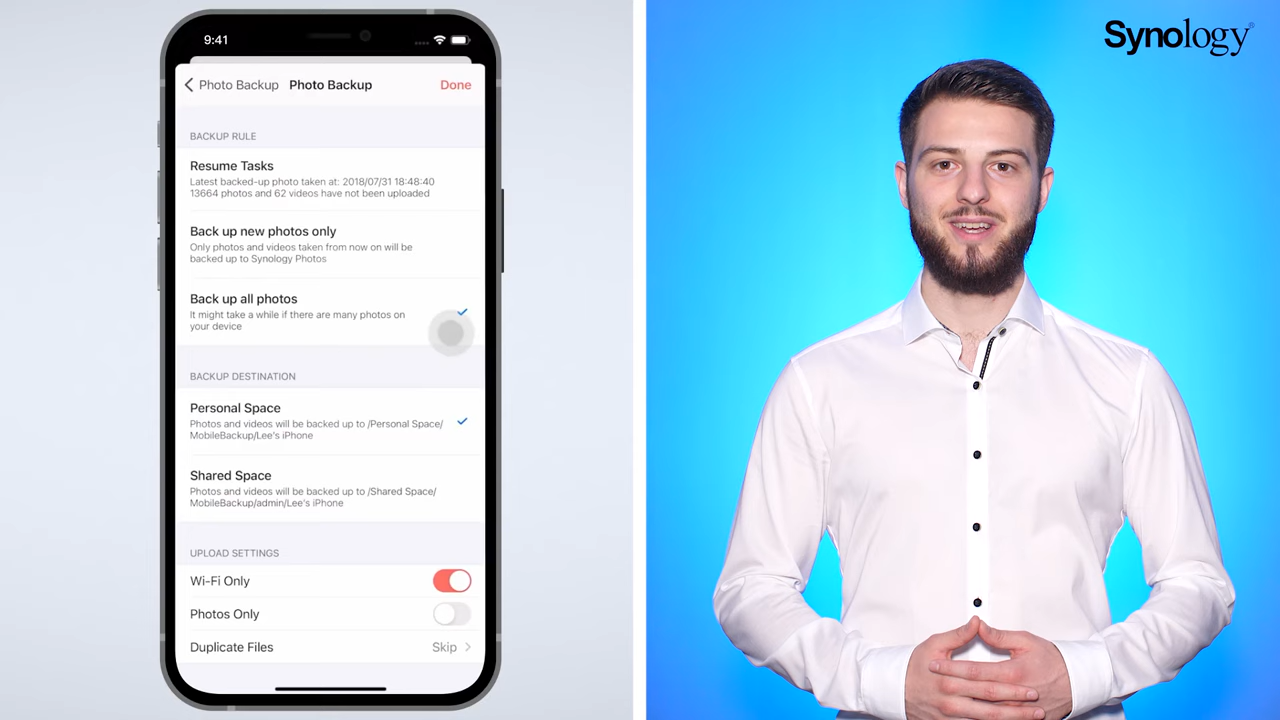 9:41
Photo Backup Photo Backup Done
BACKUP RULE
Resume Tasks
Latest backed-up photo taken at: 2018/07/31 18:48:40
13664 photos and 62 videos have not been uploaded
Back up new photos only
Only photos and videos taken from now on will be
backed up to Synology Photos
Back up all photos
It might take a while if there are many photos on
your device
BACKUP DESTINATION
Personal Space
Photos and videos will be backed up to /Personal Space/
MobileBackup/Lee's iPhone
Shared Space
Photos and videos will be backed up to /Shared Space/
MobileBackup/admin/Lee's iPhone
UPLOAD SETTINGS
Wi-Fi Only
Photos Only
Duplicate Files Skip
Synology®